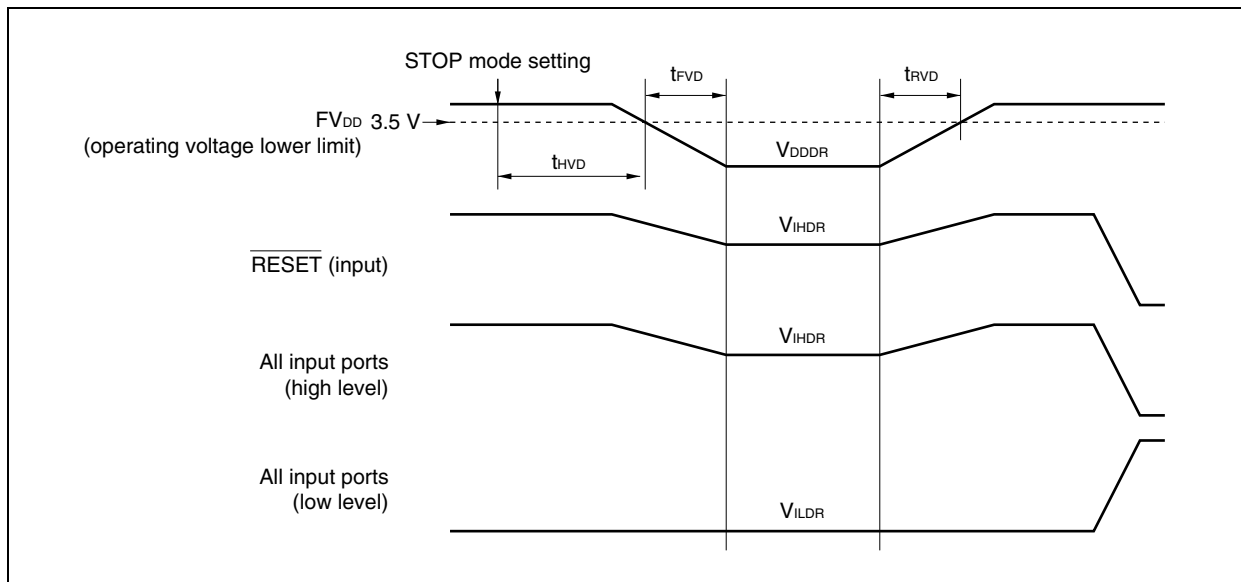 STOP mode setting
tFVD
tRVD
FVDD 3.5 V
(operating voltage lower limit)
VDDDR
tHVD
VIHDR
RESET (input)
VIHDR
All input ports
(high level)
All input ports
(low level)
VILDR